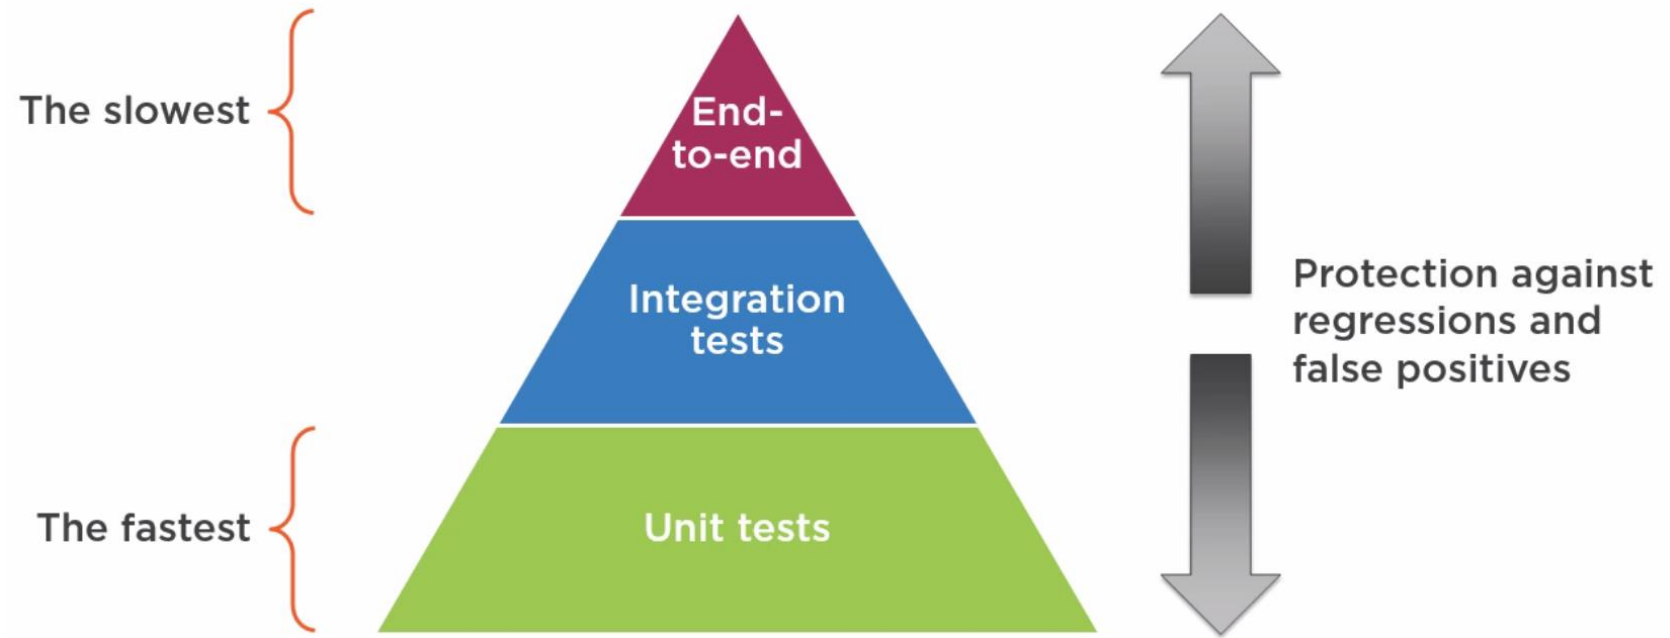 The slowest
End-
to-end
Integration
tests
Protection against
regressions and
false positives
The fastest
Unit tests